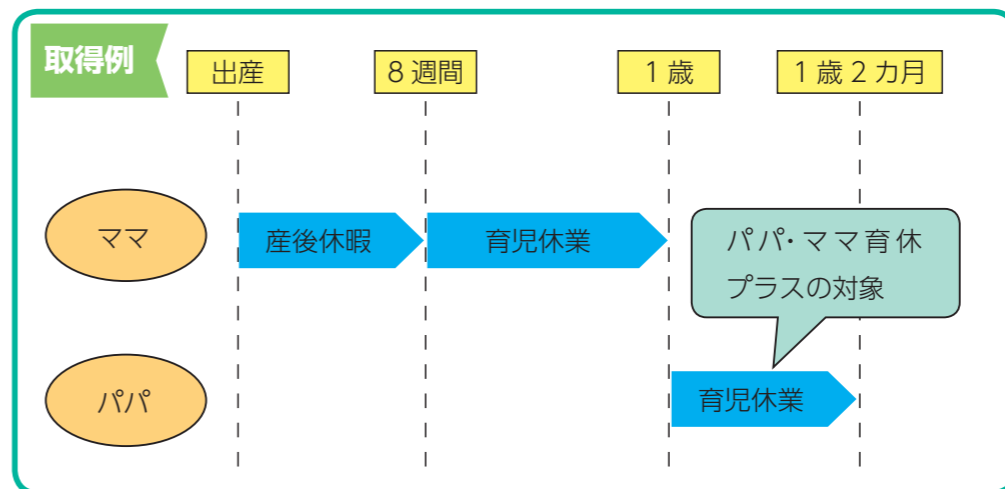 取得例
出産
8週間
1歳
1歳2カ月
ママ
産後休暇
育児休業
パパ・ママ育休
プラスの対象
パパ
育児休業